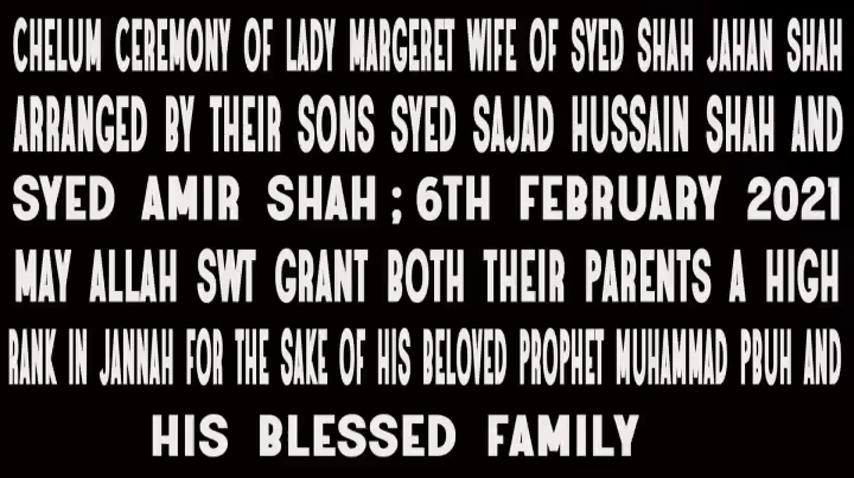 CHELUM CEREMONY OF LADY MARGERET WIFE OF SYED SHAH JAHAN SHAH
ARRANGED BY THEIR SONS SYED SAJAD HUSSAIN SHAH AND
SYED AMIR SHAH ; 6TH FEBRUARY 2021
MAY ALLAH SWT GRANT BOTH THEIR PARENTS A HIGH
RANK IN JANNAH FOR THE SAKE OF HIS BELOVED PROPHET MUHAMMAD PBUH AND
HIS BLESSED FAMILY